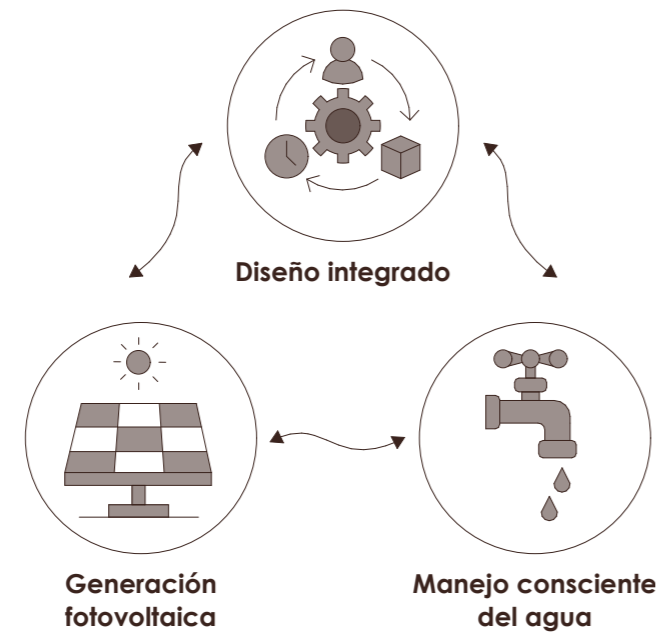 Diseño integrado
Generación
fotovoltaica
Manejo consciente
del agua